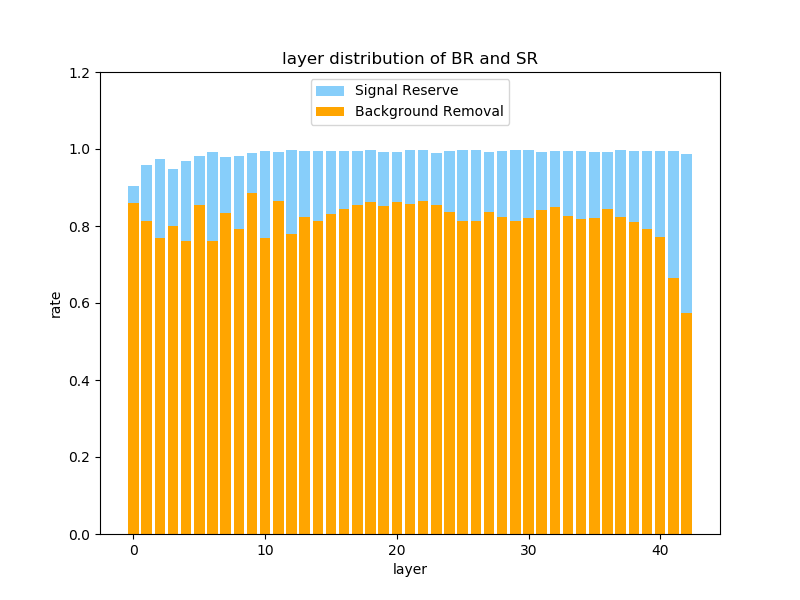 layer distribution of BR and SR
Signal Reserve
Background Removal
1.2
1.0
0.8
0.6
0.4
0.2
0.0
rate
0 10 20 30 40
layer